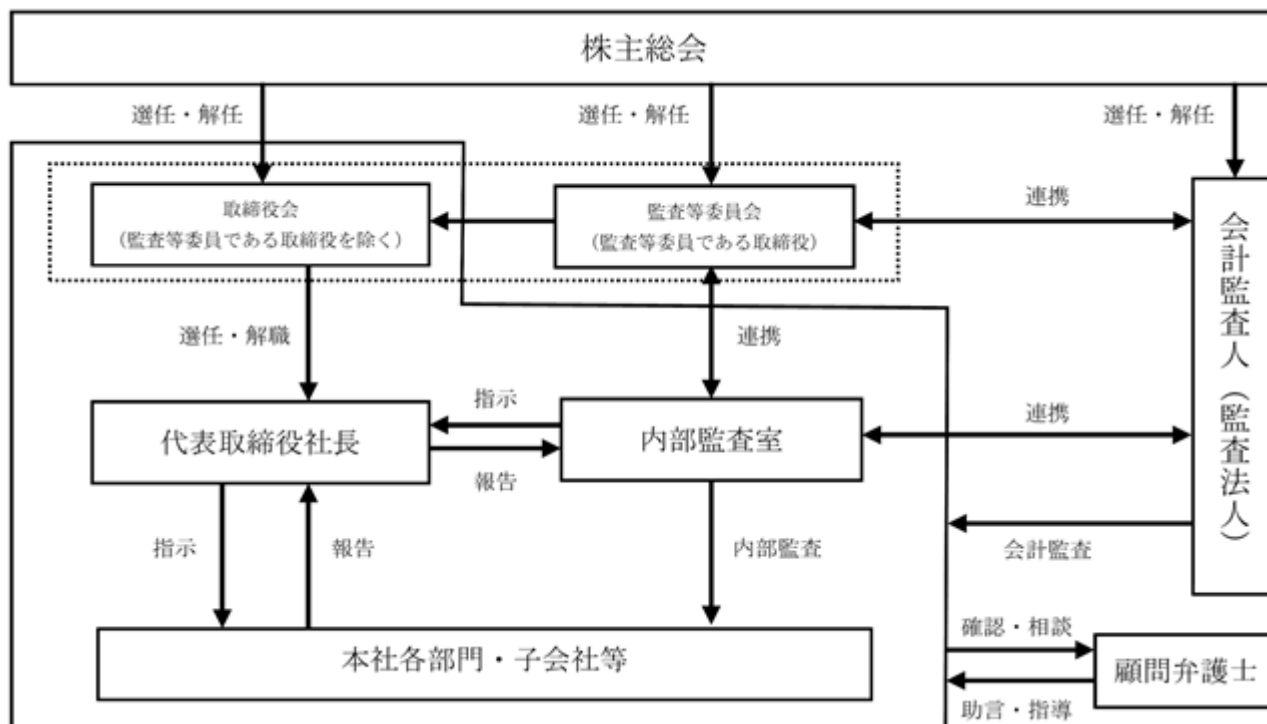 株主総会
選任・解任
選任・解任
選任・解任
取締役会
（監査等委員である取締役を除く）
監査等委員会
（監査等委員である取締役）
連携
会計監査人（監査法人）
選任・解職
連携
代表取締役社長
指示
報告
内部監査室
連携
指示
報告
内部監査
会計監査
本社各部門・子会社等
確認・相談
顧問弁護士
助言・指導